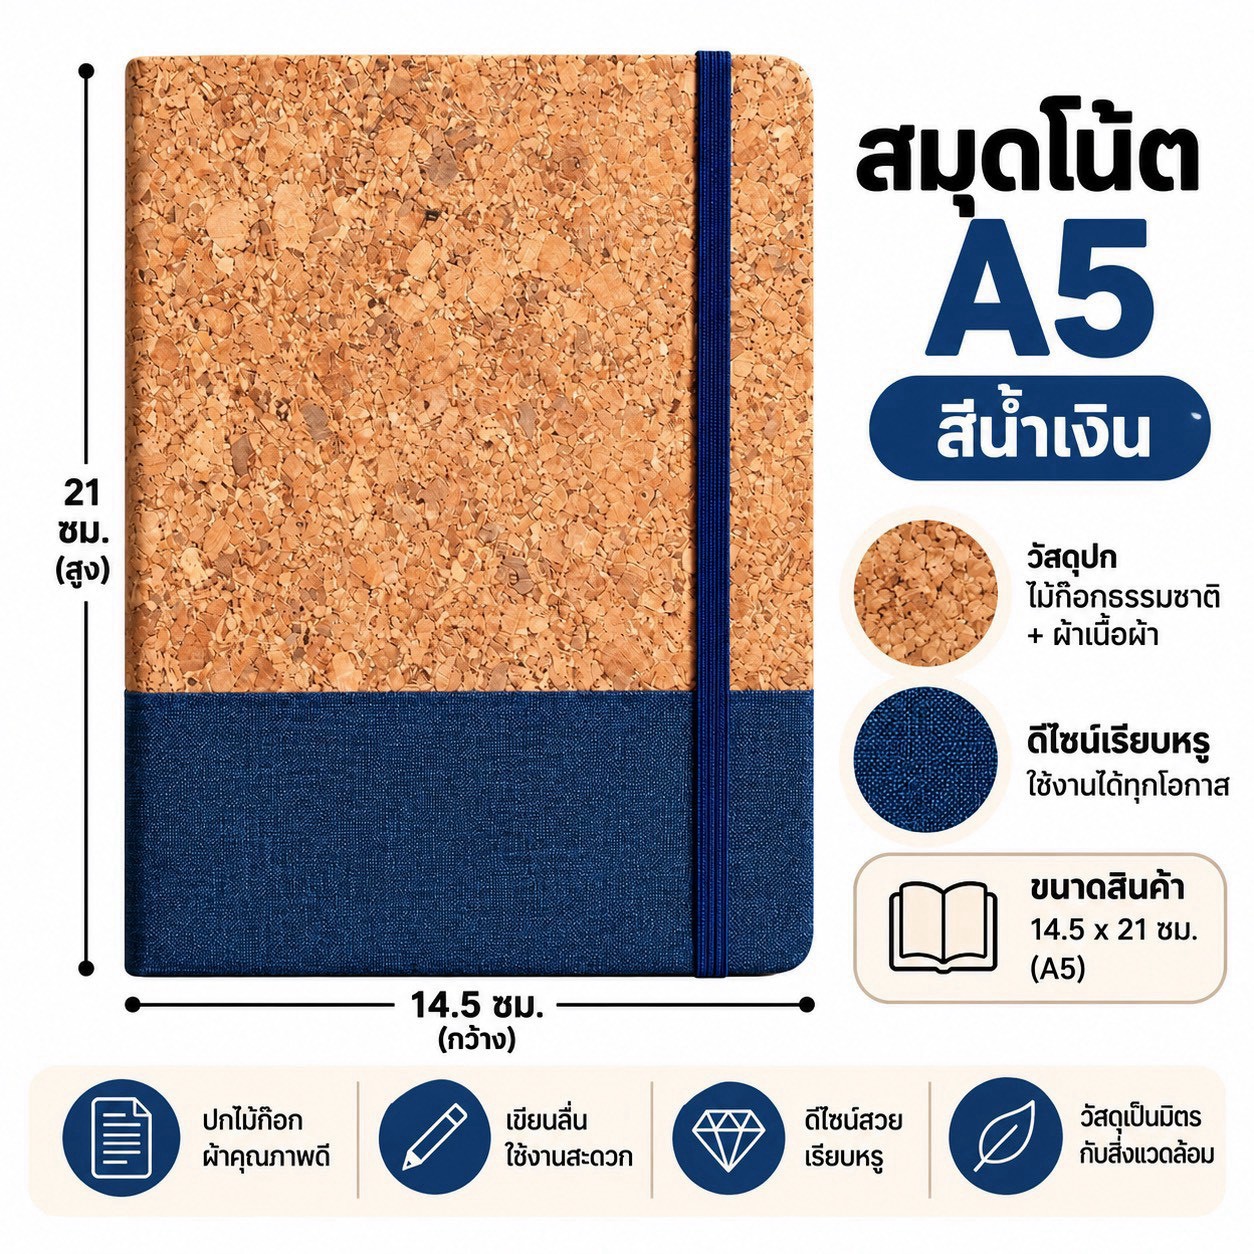 สมุดโน้ต
A5
สีน้ำเงิน
21
ซม.
(สูง)
วัสดุปก
ไม้ก๊อกธรรมชาติ
+ ผ้าเนื้อผ้า
ดีไซน์เรียบหรู
ใช้งานได้ทุกโอกาส
ขนาดสินค้า
14.5 x 21 ซม.
(A5)
14.5 ซม.
(กว้าง)
ปกไม้ก๊อก
ผ้าคุณภาพดี
เขียนลื่น
ใช้งานสะดวก
ดีไซน์สวย
เรียบหรู
วัสดุเป็นมิตร
กับสิ่งแวดล้อม